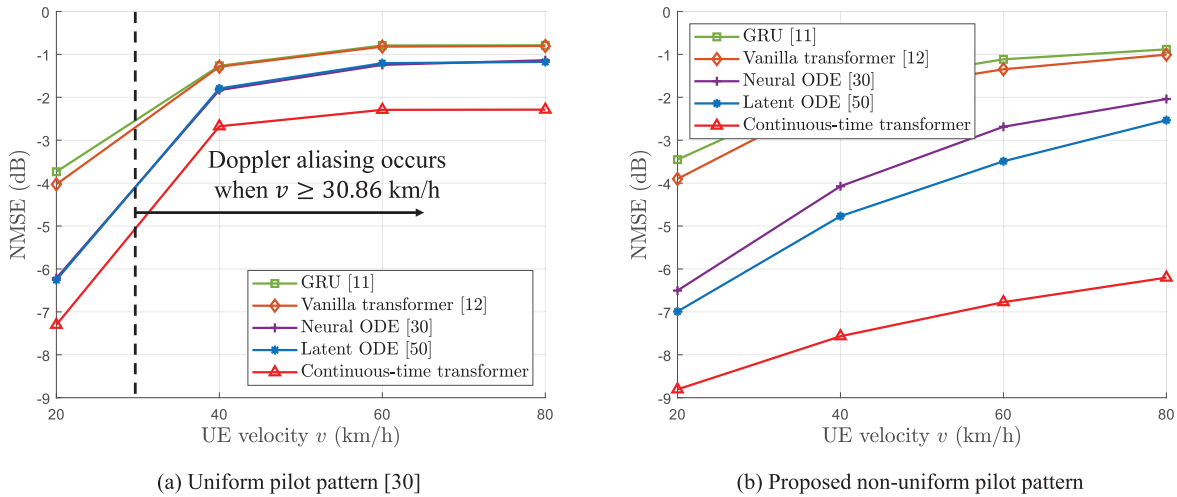 0
-1
-2
-3
-4
-5
-6
-7
-8
-9
NMSE (dB)
Doppler aliasing occurs
when v ≥ 30.86 km/h
GRU [11]
Vanilla transformer [12]
Neural ODE [30]
Latent ODE [50]
Continuous-time transformer
20
40
60
80
UE velocity v (km/h)
(a) Uniform pilot pattern [30]
0
-1
-2
-3
-4
-5
-6
-7
-8
-9
NMSE (dB)
GRU [11]
Vanilla transformer [12]
Neural ODE [30]
Latent ODE [50]
Continuous-time transformer
20
40
60
80
UE velocity v (km/h)
(b) Proposed non-uniform pilot pattern